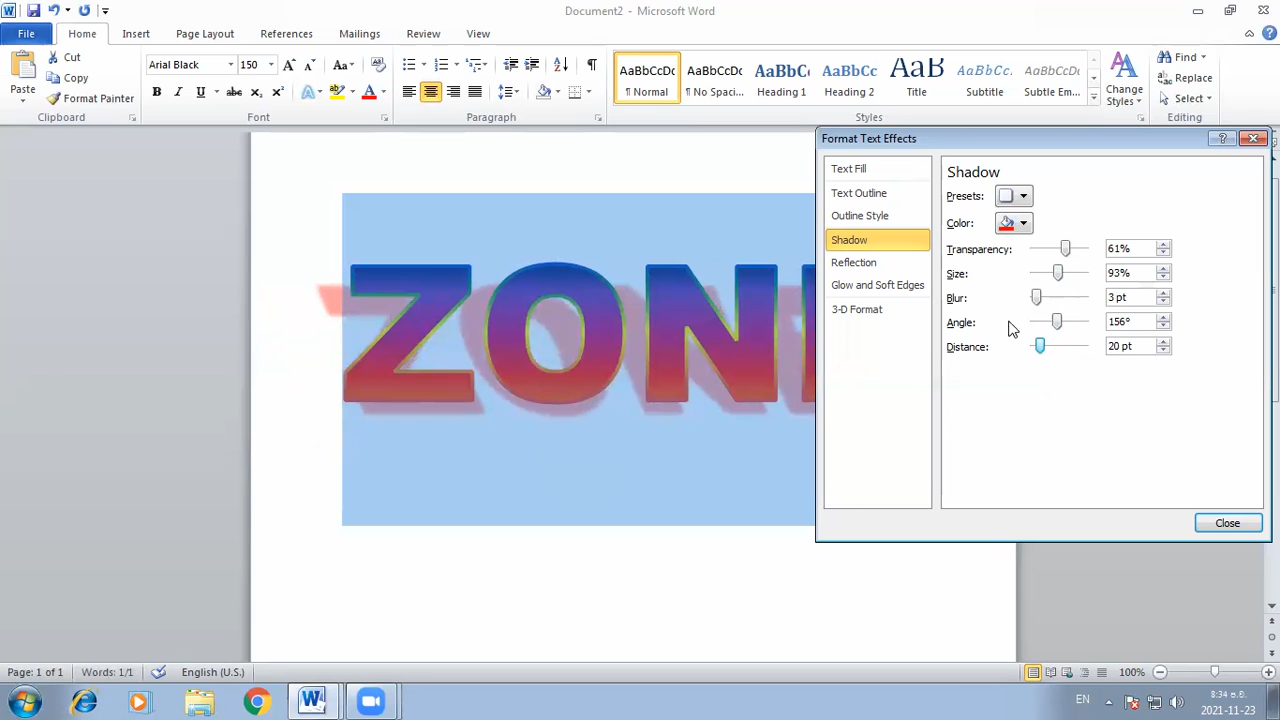 Document2 - Microsoft Word
File Home Insert Page Layout References Mailings Review View
Paste
Cut
Copy
Format Painter
Clipboard
Arial Black 150
Font
Paragraph
AaBbCcDc AaBbCcDc AaBbCc AaBbCc AaB AaBbCc. AaBbCcDc
¶ Normal ¶ No Spaci... Heading 1 Heading 2 Title Subtitle Subtle Em...
Change
Styles
Styles
Find
Replace
Select
Editing
Format Text Effects
Text Fill
Text Outline
Outline Style
Shadow
Reflection
Glow and Soft Edges
3-D Format
Shadow
Presets:
Color:
Transparency: 61%
Size: 93%
Blur: 3 pt
Angle: 156°
Distance: 20 pt
Close
Page: 1 of 1 Words: 1/1 English (U.S.) 100%
EN
8:34 ט.ס
2021-11-23